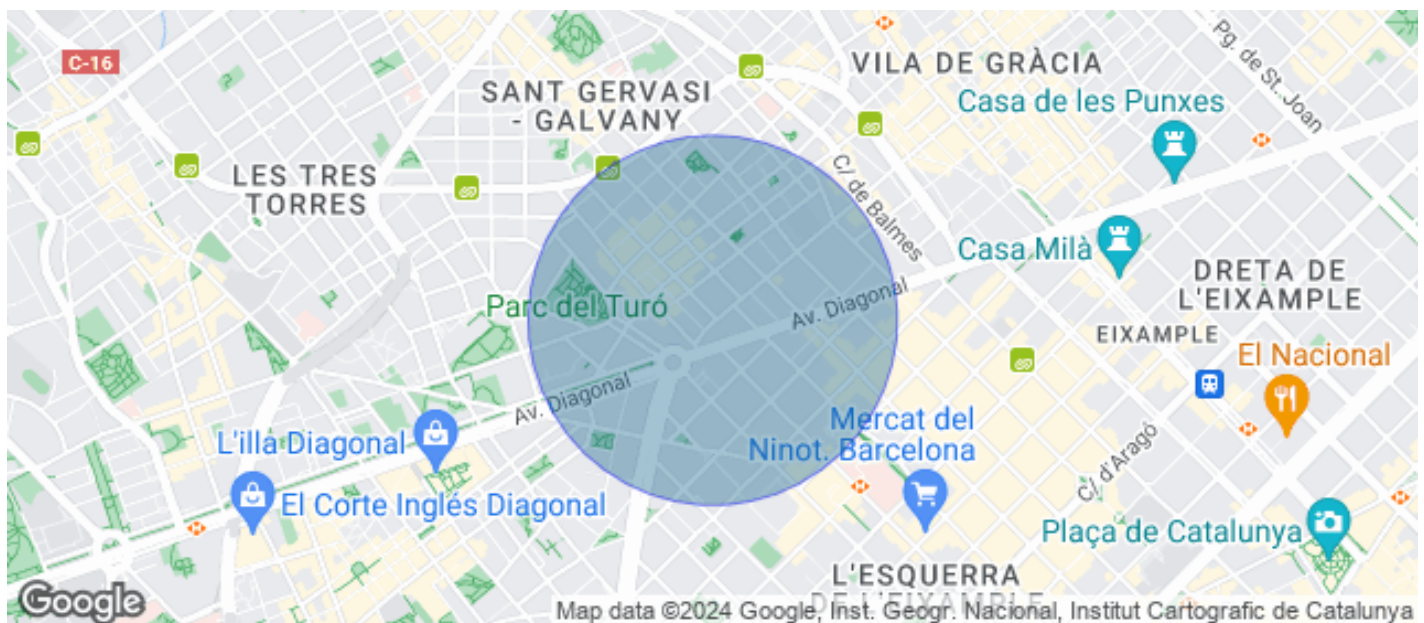 C-16
SANT GERVASI
- GALVANY
VILA DE GRÀCIA
Pg. de St. Joan
Casa de les Punxes
LES TRES
TORRES
C/ de Balmes
Casa Milà
DRETA DE
L'EIXAMPLE
Parc del Turó
Av. Diagonal
EIXAMPLE
El Nacional
Av. Diagonal
L'illa Diagonal
Mercat del
Ninot. Barcelona
C/ d'Aragó
El Corte Inglés Diagonal
Plaça de Catalunya
L'ESQUERRA
DE L'EIXAMPLE
Google
Map data ©2024 Google, Inst. Geogr. Nacional, Institut Cartografic de Catalunya